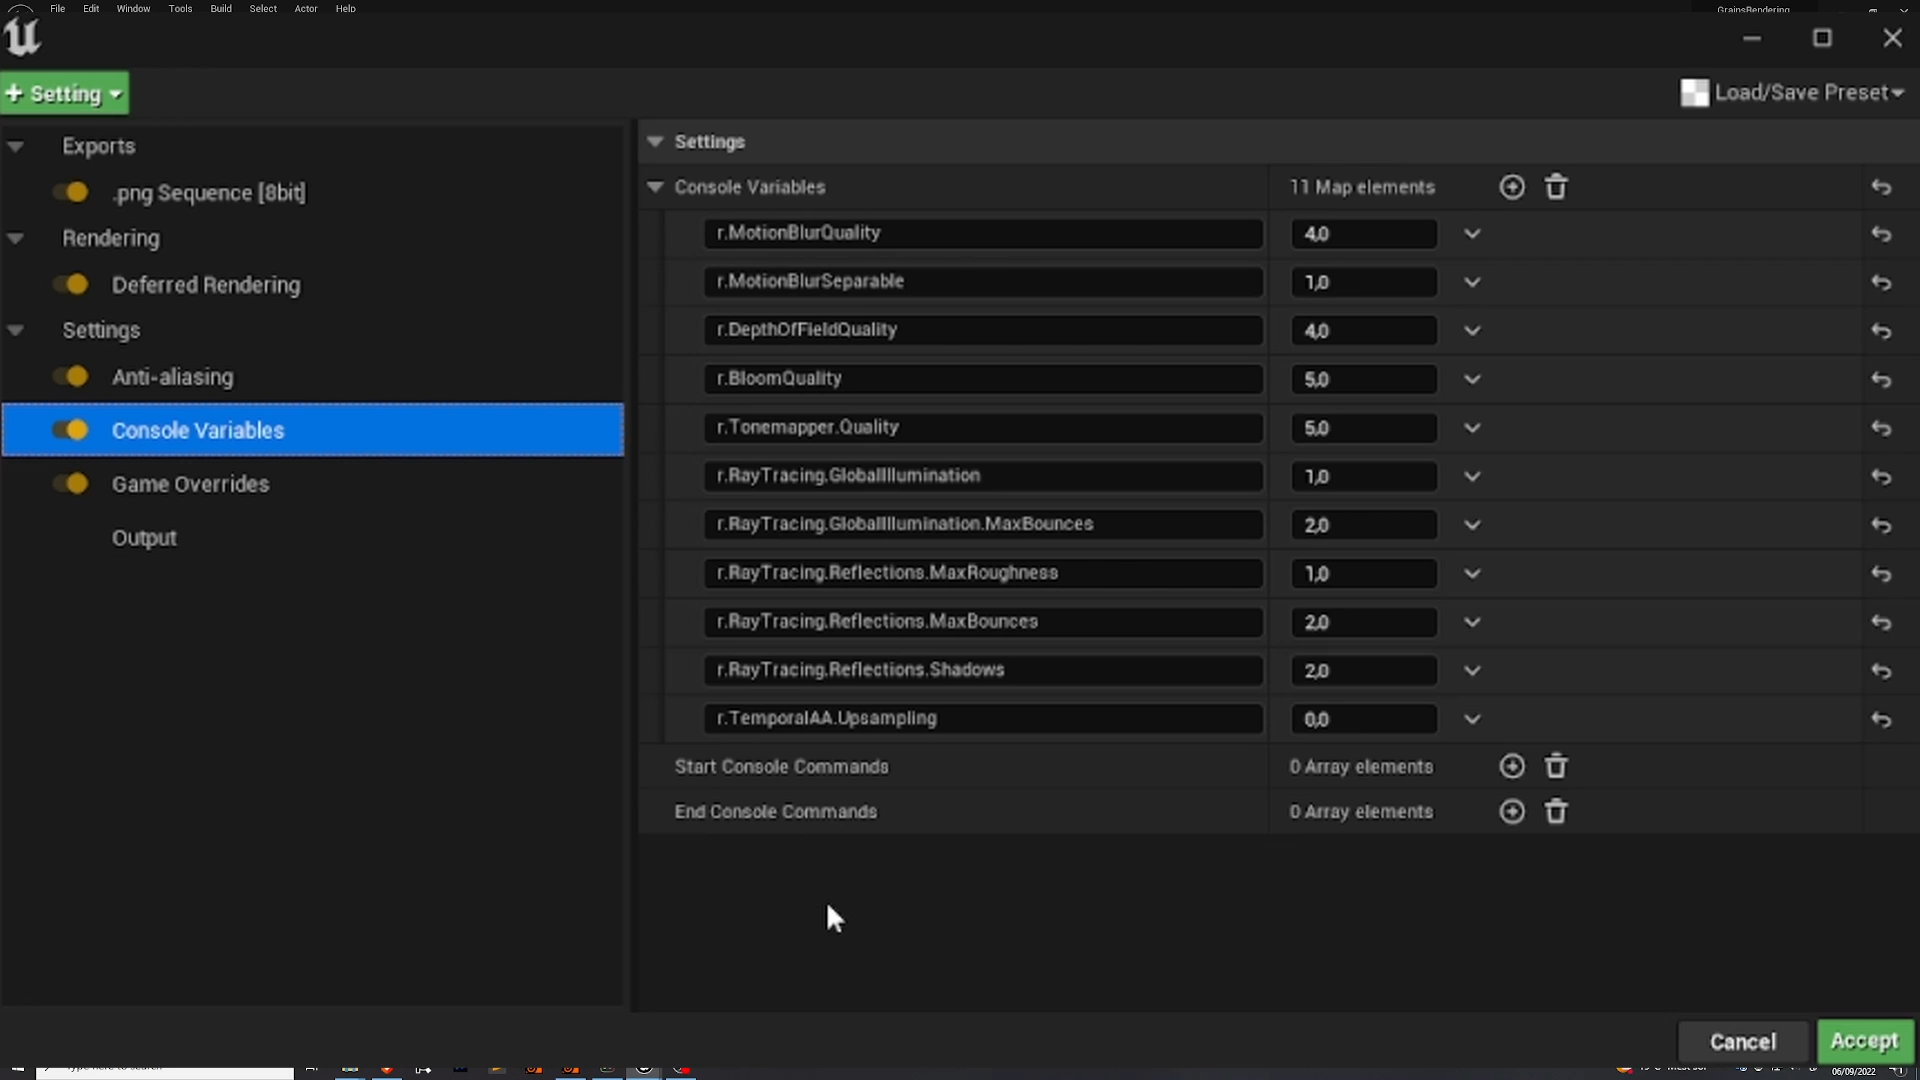 File Edit Window Tools Build Select Actor Help
GrainsRendering
+ Setting
Load/Save Preset
Exports
.png Sequence [8bit]
Rendering
Deferred Rendering
Settings
Anti-aliasing
Console Variables
Game Overrides
Output
Settings
Console Variables 11 Map elements
r.MotionBlurQuality 4,0
r.MotionBlurSeparable 1,0
r.DepthOfFieldQuality 4,0
r.BloomQuality 5,0
r.Tonemapper.Quality 5,0
r.RayTracing.GlobalIllumination 1,0
r.RayTracing.GlobalIllumination.MaxBounces 2,0
r.RayTracing.Reflections.MaxRoughness 1,0
r.RayTracing.Reflections.MaxBounces 2,0
r.RayTracing.Reflections.Shadows 2,0
r.TemporalAA.Upsampling 0,0
Start Console Commands 0 Array elements
End Console Commands 0 Array elements
Cancel Accept
06/09/2022